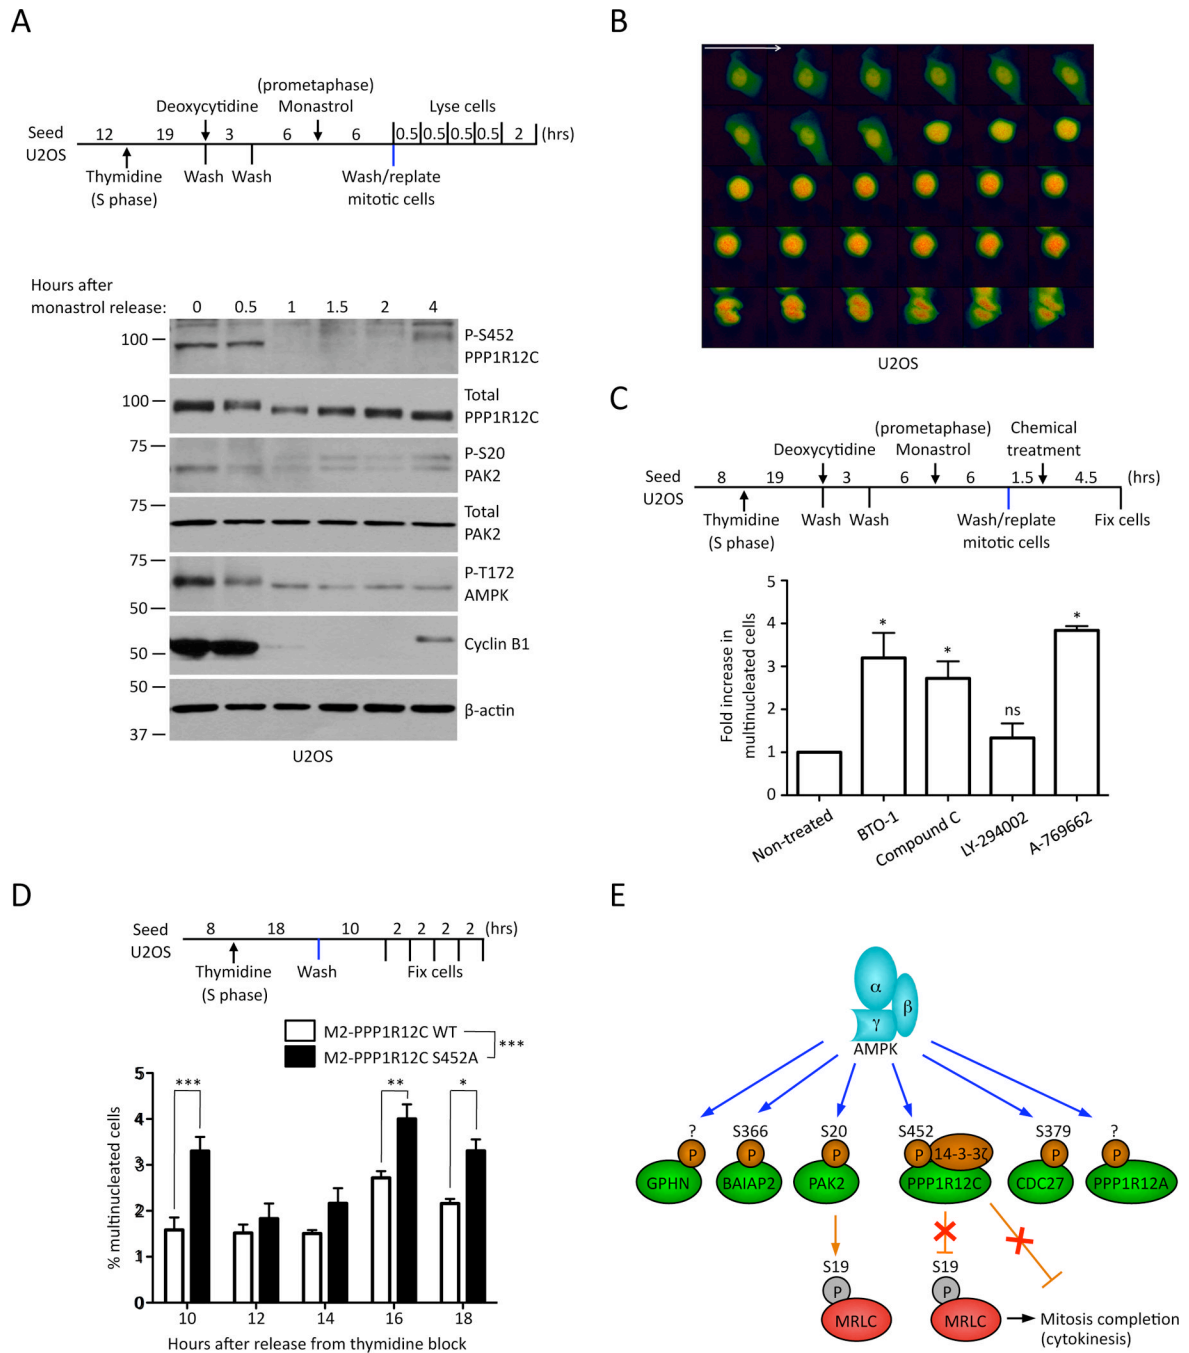 A
(prometaphase)
Deoxycytidine Monastrol Lyse cells
Seed 12 19 3 6 6 0.5 0.5 0.5 0.5 2 (hrs)
U2OS
Thymidine Wash Wash Wash/replate
(S phase) mitotic cells
Hours after
monastrol release: 0 0.5 1 1.5 2 4
100 P-S452
PPP1R12C
100 Total
PPP1R12C
75 P-S20
PAK2
75 Total
PAK2
75 P-T172
50 AMPK
Cyclin B1
50 β-actin
37
U2OS
B
U2OS
C
(prometaphase) Chemical
Deoxycytidine Monastrol treatment
Seed 8 19 3 6 6 1.5 4.5 (hrs)
U2OS
Thymidine Wash Wash Wash/replate Fix cells
(S phase) mitotic cells
Fold increase in
multinucleated cells
5
4
3
2
1
0
* * ns *
Non-treated BTO-1 Compound C LY-294002 A-769662
D
Seed 8 18 10 2 2 2 2 (hrs)
U2OS
Thymidine Wash Fix cells
(S phase)
M2-PPP1R12C WT
***
M2-PPP1R12C S452A
% multinucleated cells
5
4
3
2
1
0
*** ** *
10 12 14 16 18
Hours after release from thymidine block
E
α
β
γ
AMPK
? S366 S20 S452 S379 ?
P P P P 14-3-3ζ P P
GPHN BAIAP2 PAK2 PPP1R12C CDC27 PPP1R12A
S19 S19
P P
MRLC MRLC Mitosis completion
(cytokinesis)